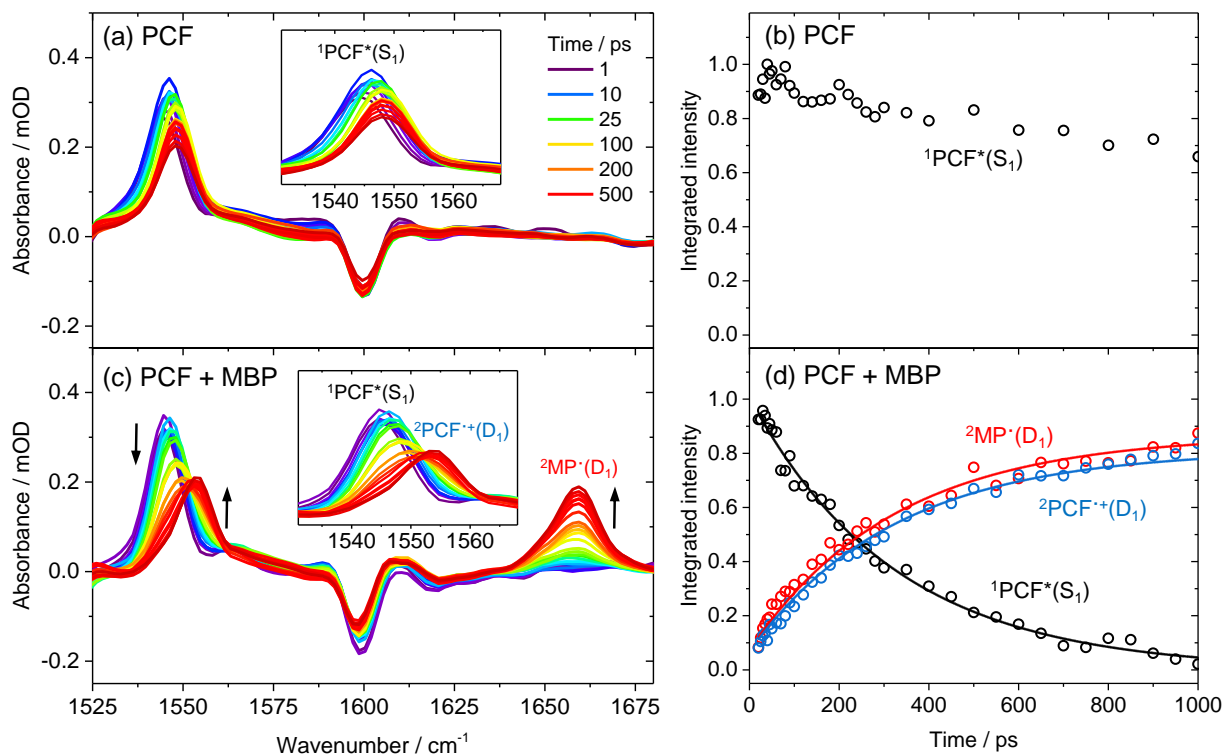 (a) PCF
¹PCF*(S₁)
1540 1550 1560
Time / ps
1
10
25
100
200
500
Absorbance / mOD
0.4
0.2
0.0
-0.2
(b) PCF
¹PCF*(S₁)
Integrated intensity
1.0
0.8
0.6
0.4
0.2
0.0
(c) PCF + MBP
¹PCF*(S₁)
²PCF˙⁺(D₁)
²MP˙(D₁)
1540 1550 1560
Absorbance / mOD
0.4
0.2
0.0
-0.2
1525 1550 1575 1600 1625 1650 1675
Wavenumber / cm⁻¹
(d) PCF + MBP
²MP˙(D₁)
²PCF˙⁺(D₁)
¹PCF*(S₁)
Integrated intensity
1.0
0.8
0.6
0.4
0.2
0.0
0 200 400 600 800 1000
Time / ps